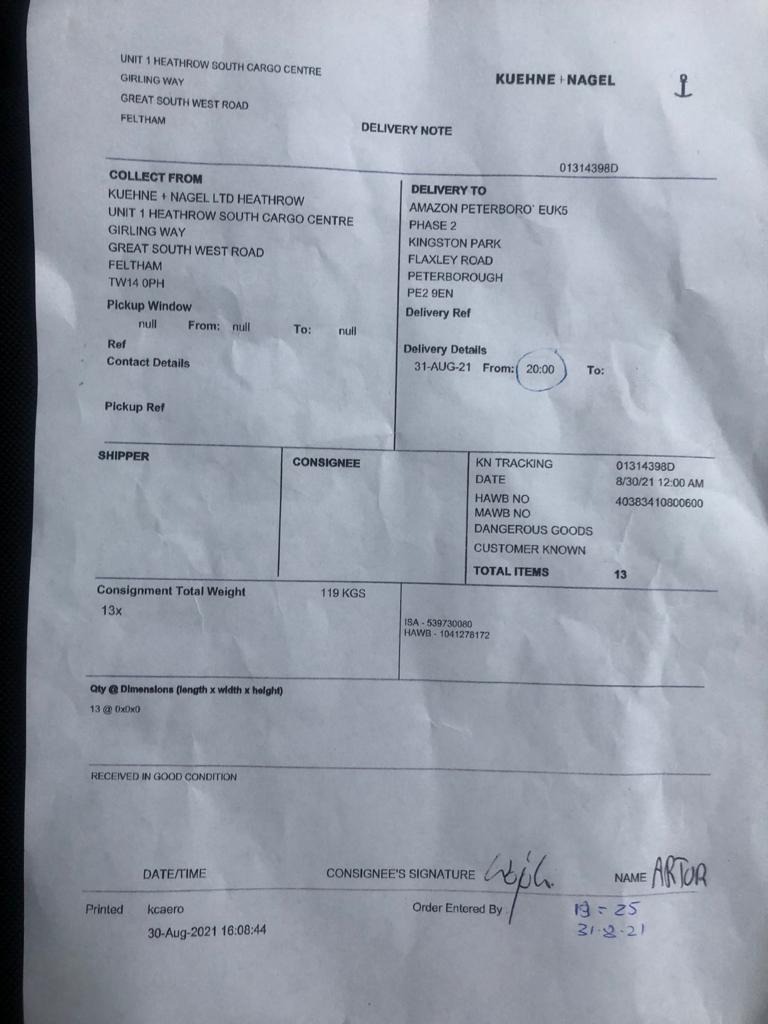 UNIT 1 HEATHROW SOUTH CARGO CENTRE
GIRLING WAY
GREAT SOUTH WEST ROAD
FELTHAM
KUEHNE + NAGEL
DELIVERY NOTE
01314398D
COLLECT FROM
KUEHNE + NAGEL LTD HEATHROW
UNIT 1 HEATHROW SOUTH CARGO CENTRE
GIRLING WAY
GREAT SOUTH WEST ROAD
FELTHAM
TW14 0PH
Pickup Window
null From: null To: null
Ref
Contact Details
Pickup Ref
DELIVERY TO
AMAZON PETERBORO' EUK5
PHASE 2
KINGSTON PARK
FLAXLEY ROAD
PETERBOROUGH
PE2 9EN
Delivery Ref
Delivery Details
31-AUG-21 From: 20:00 To:
SHIPPER
CONSIGNEE
KN TRACKING 01314398D
DATE 8/30/21 12:00 AM
HAWB NO 40383410800600
MAWB NO
DANGEROUS GOODS
CUSTOMER KNOWN
TOTAL ITEMS 13
Consignment Total Weight 119 KGS
13x
ISA - 539730080
HAWB - 1041278172
Qty @ Dimensions (length x width x height)
13 @ 0x0x0
RECEIVED IN GOOD CONDITION
DATE/TIME CONSIGNEE'S SIGNATURE NAME ARTUR
Printed kcaero Order Entered By
30-Aug-2021 16:08:44
31-8-21